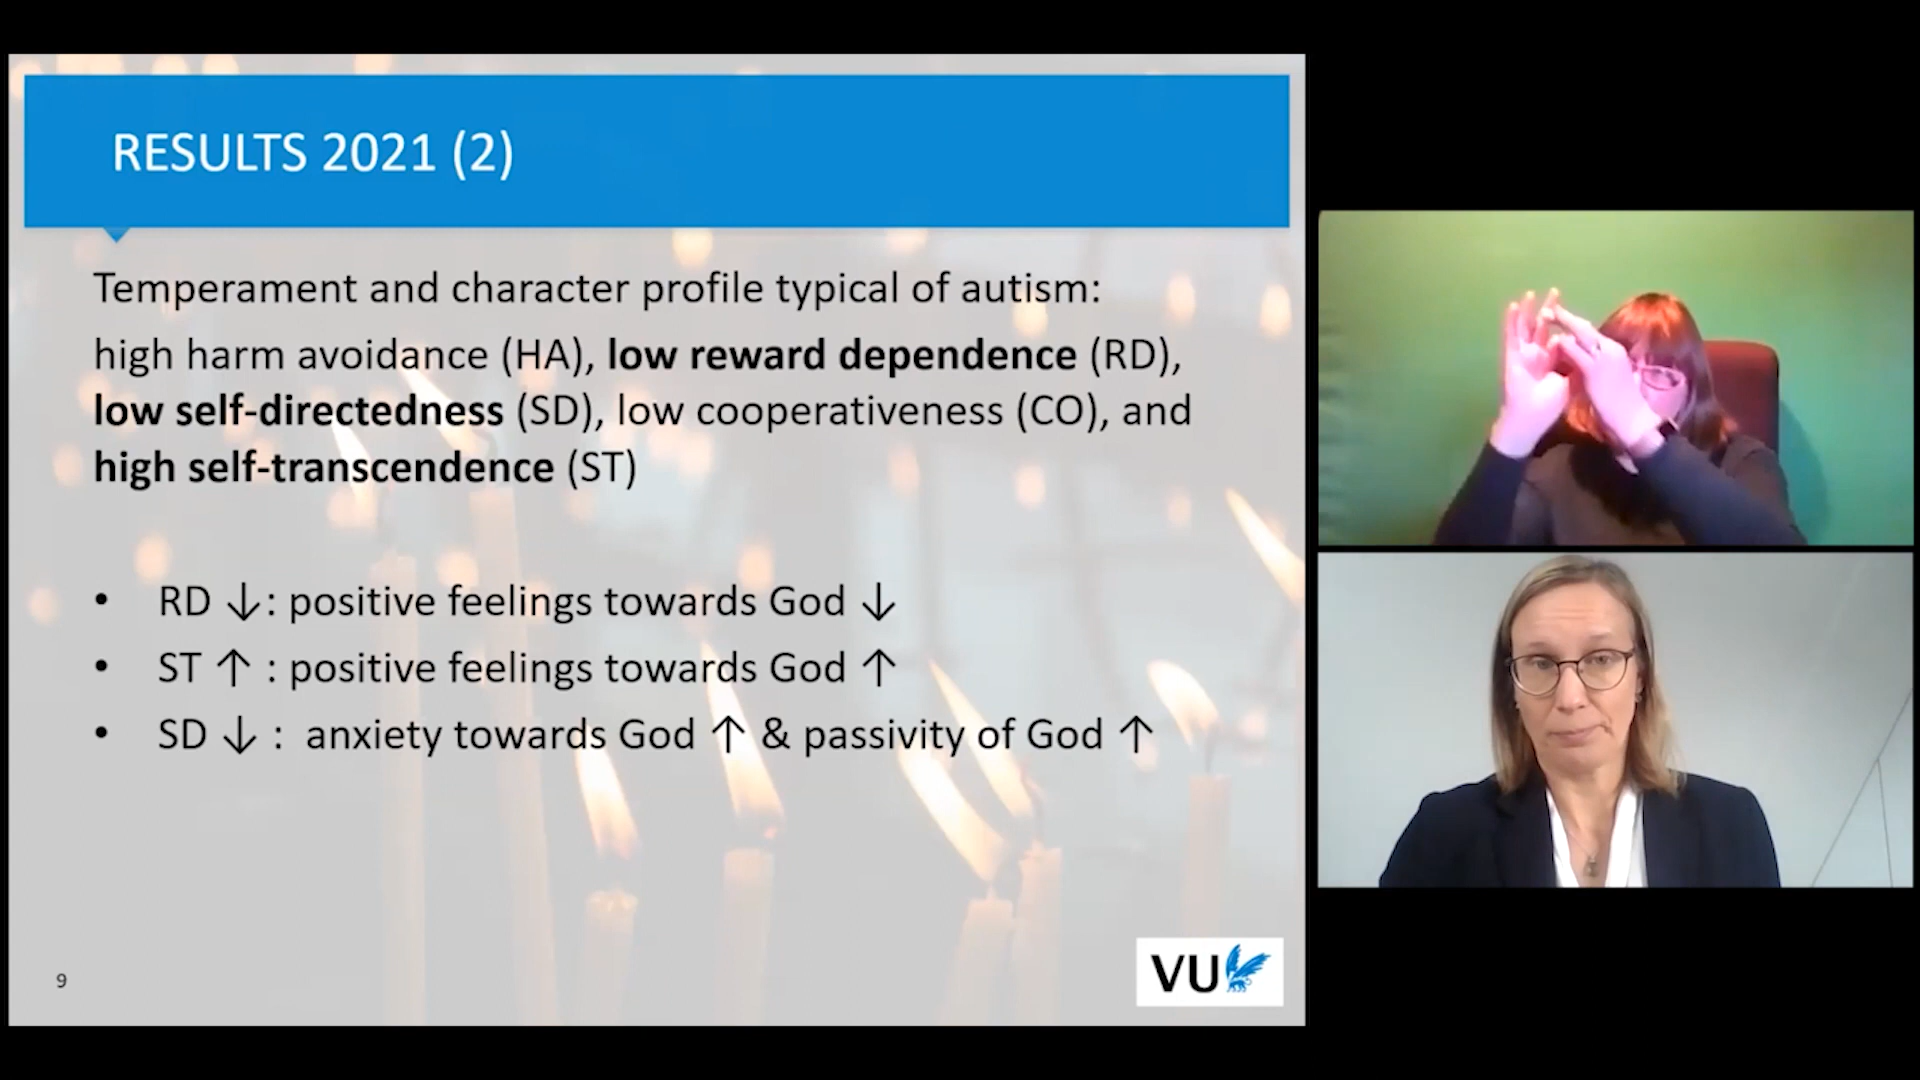 RESULTS 2021 (2)
Temperament and character profile typical of autism:
high harm avoidance (HA), low reward dependence (RD),
low self-directedness (SD), low cooperativeness (CO), and
high self-transcendence (ST)
• RD ↓: positive feelings towards God ↓
• ST ↑ : positive feelings towards God ↑
• SD ↓ : anxiety towards God ↑ & passivity of God ↑
9
VU